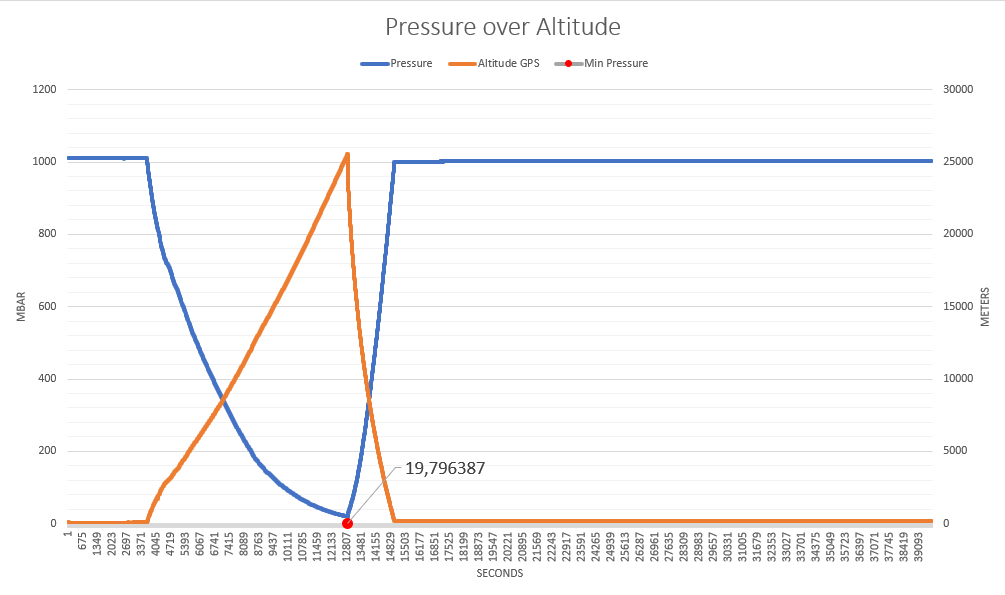 Pressure over Altitude
Pressure Altitude GPS Min Pressure
1200 30000
1000 25000
800 20000
600 15000
400 10000
200 5000
0 0
MBAR
METERS
19,796387
1 675 1349 2023 2697 3371 4045 4719 5393 6067 6741 7415 8089 8763 9437 10111 10785 11459 12133 12807 13481 14155 14829 15503 16177 16851 17525 18199 18873 19547 20221 20895 21569 22243 22917 23591 24265 24939 25613 26287 26961 27635 28309 28983 29657 30331 31005 31679 32353 33027 33701 34375 35049 35723 36397 37071 37745 38419 39093
SECONDS